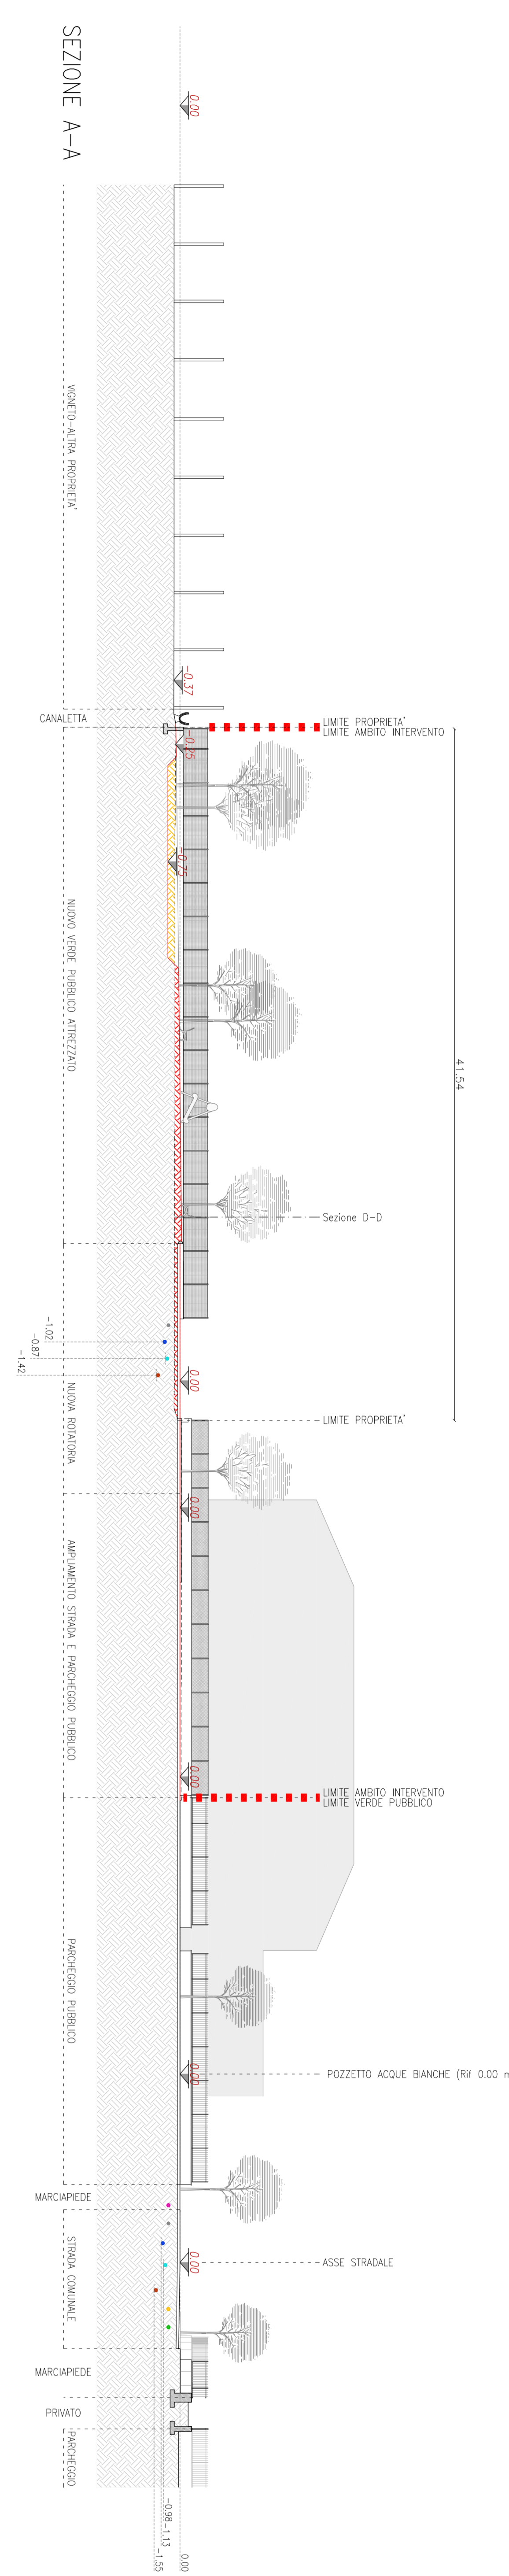 SEZIONE A-A
0.00
VIGNETO-ALTRA PROPRIETA'
-0.37
CANALETTA
LIMITE PROPRIETA'
LIMITE AMBITO INTERVENTO
-0.25
-0.75
NUOVO VERDE PUBBLICO ATTREZZATO
41,54
Sezione D-D
-1.02
-0.87
-1.42
0.00
NUOVA ROTATORIA
LIMITE PROPRIETA'
0.00
AMPLIAMENTO STRADA E PARCHEGGIO PUBBLICO
0.00
LIMITE AMBITO INTERVENTO
LIMITE VERDE PUBBLICO
PARCHEGGIO PUBBLICO
0.00
POZZETTO ACQUE BIANCHE (Rif 0.00 m
MARCIAPIEDE
STRADA COMUNALE
0.00
ASSE STRADALE
MARCIAPIEDE
PRIVATO
PARCHEGGIO
-0.98
-1.13
-1.55
0.00